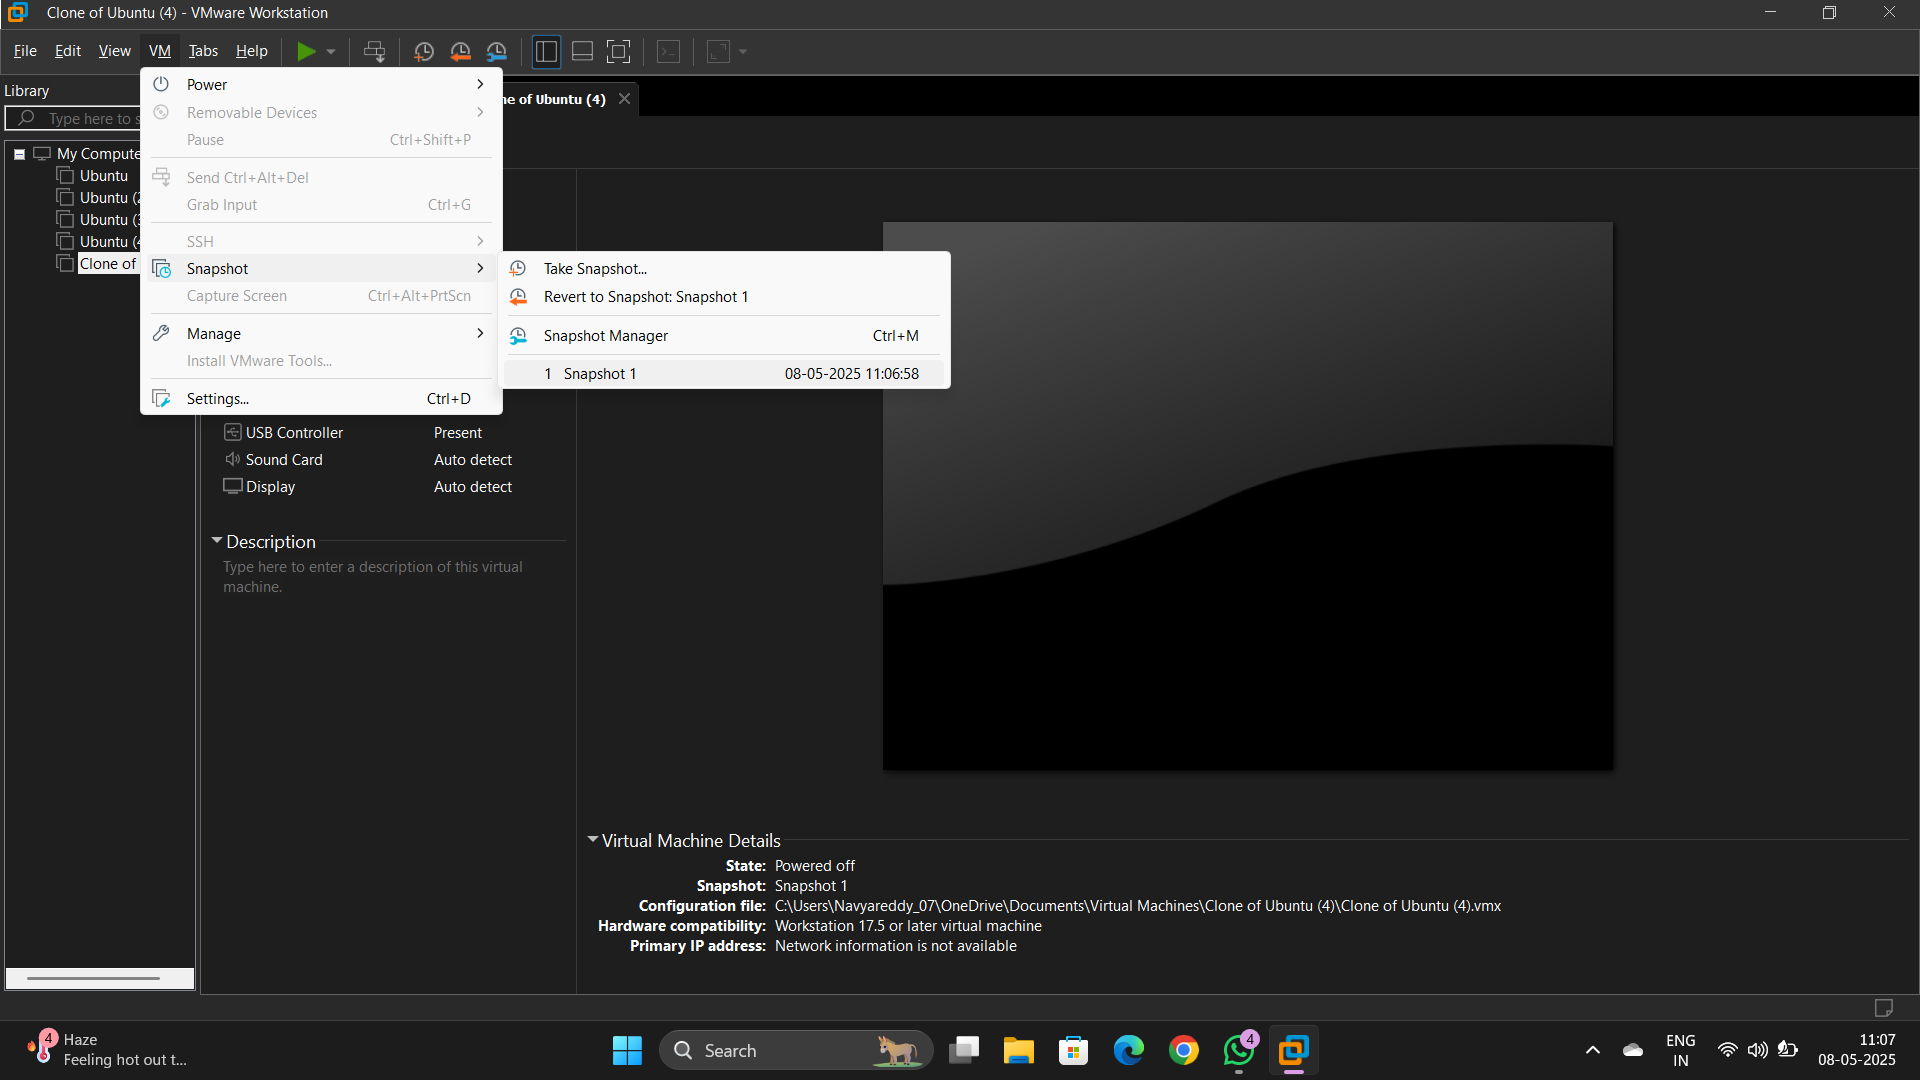 Clone of Ubuntu (4) - VMware Workstation
File Edit View VM Tabs Help
Library
Type here to s
My Compute
Ubuntu
Ubuntu (2
Ubuntu (3
Ubuntu (4
Clone of
ne of Ubuntu (4)
Power
Removable Devices
Pause Ctrl+Shift+P
Send Ctrl+Alt+Del
Grab Input Ctrl+G
SSH
Snapshot
Capture Screen Ctrl+Alt+PrtScn
Manage
Install VMware Tools...
Settings... Ctrl+D
Take Snapshot...
Revert to Snapshot: Snapshot 1
Snapshot Manager Ctrl+M
1 Snapshot 1 08-05-2025 11:06:58
USB Controller Present
Sound Card Auto detect
Display Auto detect
Description
Type here to enter a description of this virtual
machine.
Virtual Machine Details
State: Powered off
Snapshot: Snapshot 1
Configuration file: C:\Users\Navyareddy_07\OneDrive\Documents\Virtual Machines\Clone of Ubuntu (4)\Clone of Ubuntu (4).vmx
Hardware compatibility: Workstation 17.5 or later virtual machine
Primary IP address: Network information is not available
4
Haze
Feeling hot out t...
Search
4
ENG
IN
11:07
08-05-2025